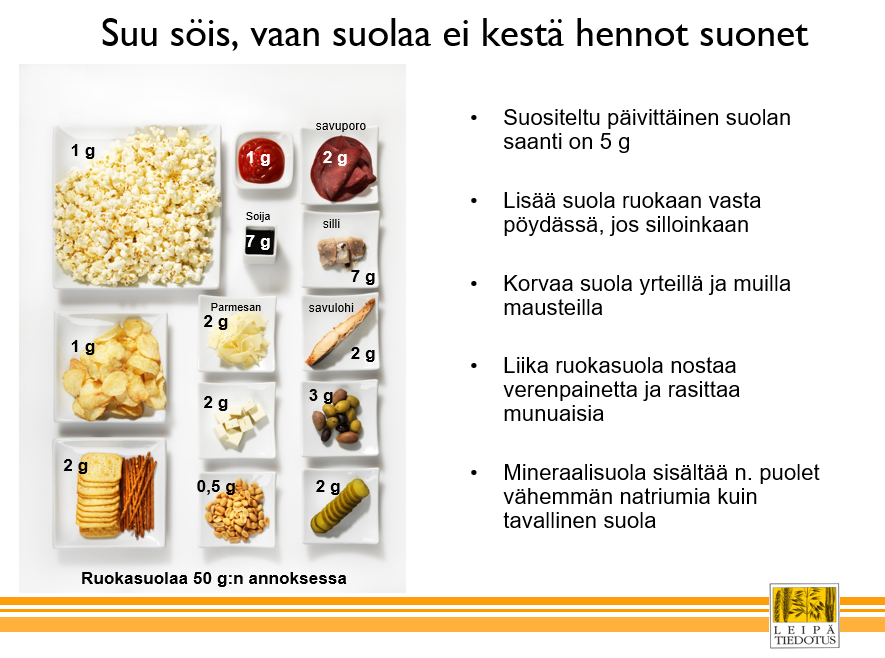 Suu söis, vaan suolaa ei kestä hennot suonet
savuporo
1 g
1 g
2 g
Soija
7 g
silli
7 g
Parmesan
2 g
savulohi
2 g
1 g
2 g
3 g
2 g
0,5 g
2 g
Ruokasuolaa 50 g:n annoksessa
• Suositeltu päivittäinen suolan
saanti on 5 g
• Lisää suola ruokaan vasta
pöydässä, jos silloinkaan
• Korvaa suola yrteillä ja muilla
mausteilla
• Liika ruokasuola nostaa
verenpainetta ja rasittaa
munuaisia
• Mineraalisuola sisältää n. puolet
vähemmän natriumia kuin
tavallinen suola
LEIPÄ
TIEDOTUS